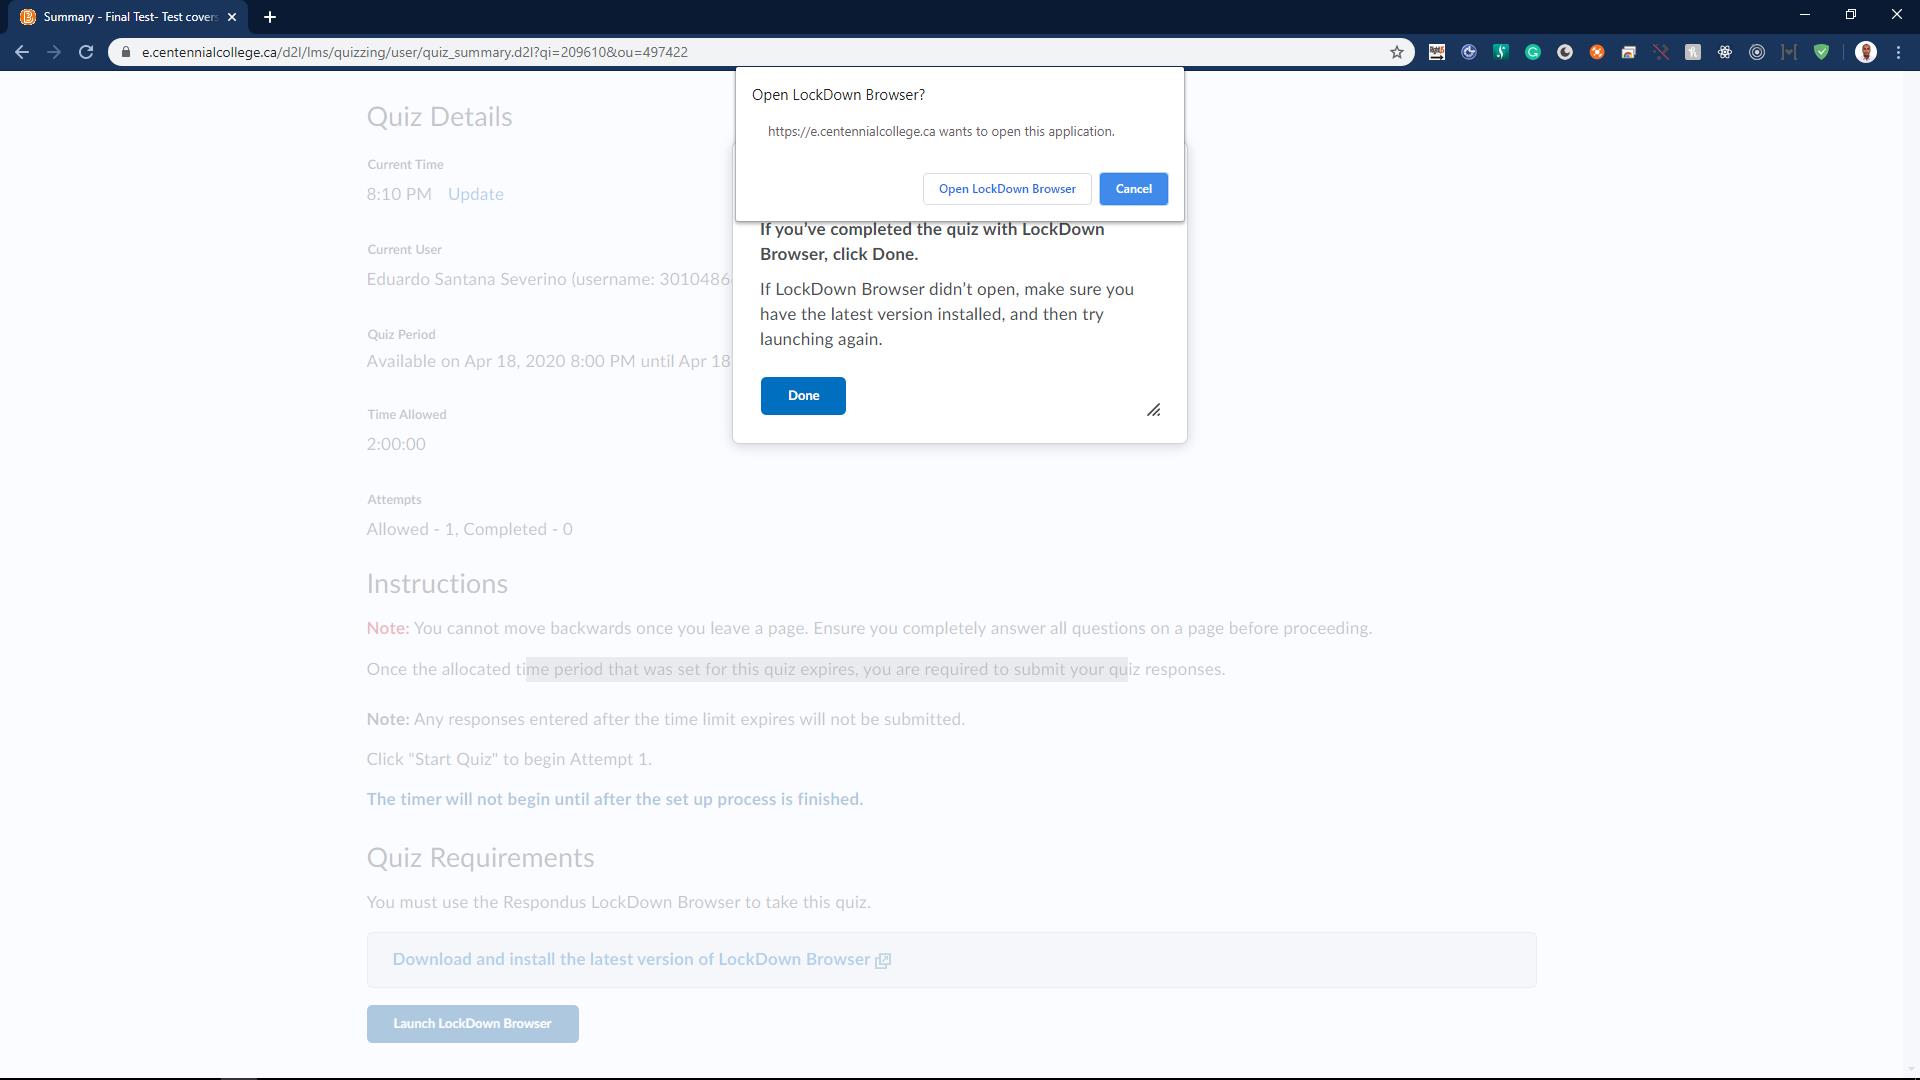 Summary - Final Test- Test covers
e.centennialcollege.ca/d2l/lms/quizzing/user/quiz_summary.d2l?qi=209610&ou=497422
Open LockDown Browser?
https://e.centennialcollege.ca wants to open this application.
Open LockDown Browser
Cancel
If you’ve completed the quiz with LockDown
Browser, click Done.
If LockDown Browser didn’t open, make sure you
have the latest version installed, and then try
launching again.
Done
Quiz Details
Current Time
8:10 PM Update
Current User
Eduardo Santana Severino (username: 3010486
Quiz Period
Available on Apr 18, 2020 8:00 PM until Apr 18
Time Allowed
2:00:00
Attempts
Allowed - 1, Completed - 0
Instructions
Note: You cannot move backwards once you leave a page. Ensure you completely answer all questions on a page before proceeding.
Once the allocated time period that was set for this quiz expires, you are required to submit your quiz responses.
Note: Any responses entered after the time limit expires will not be submitted.
Click "Start Quiz" to begin Attempt 1.
The timer will not begin until after the set up process is finished.
Quiz Requirements
You must use the Respondus LockDown Browser to take this quiz.
Download and install the latest version of LockDown Browser
Launch LockDown Browser